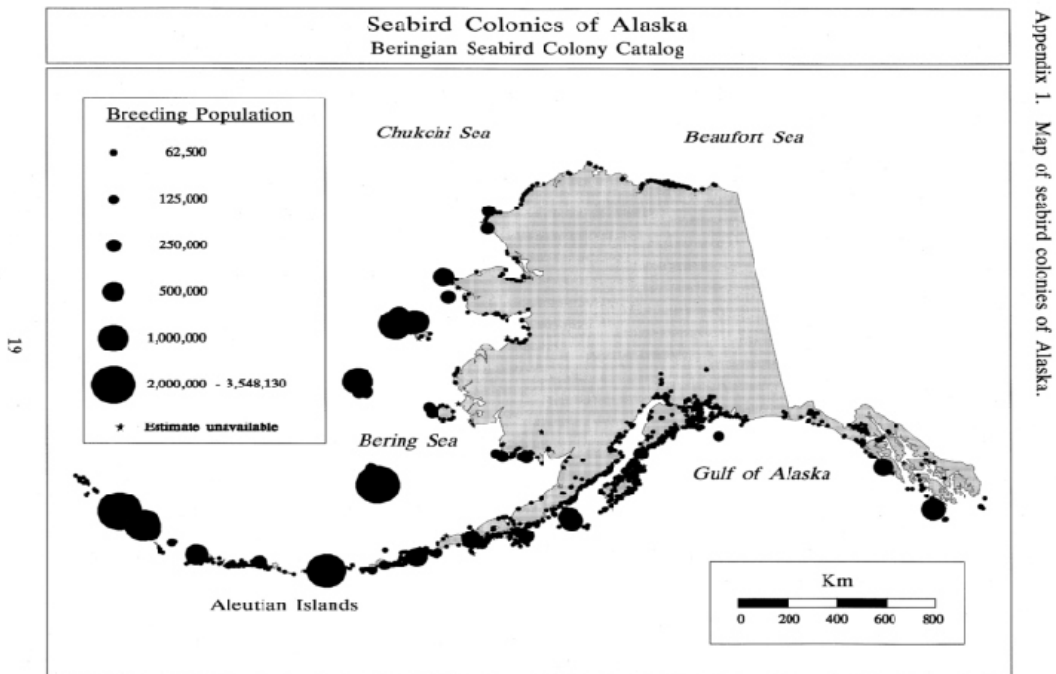 Seabird Colonies of Alaska
Beringian Seabird Colony Catalog
Breeding Population
62,500
125,000
250,000
500,000
1,000,000
2,000,000 - 3,548,130
Estimate unavailable
Chukchi Sea
Beaufort Sea
Bering Sea
Gulf of Alaska
Aleutian Islands
Km
0 200 400 600 800
Appendix 1. Map of seabird colonies of Alaska.
19